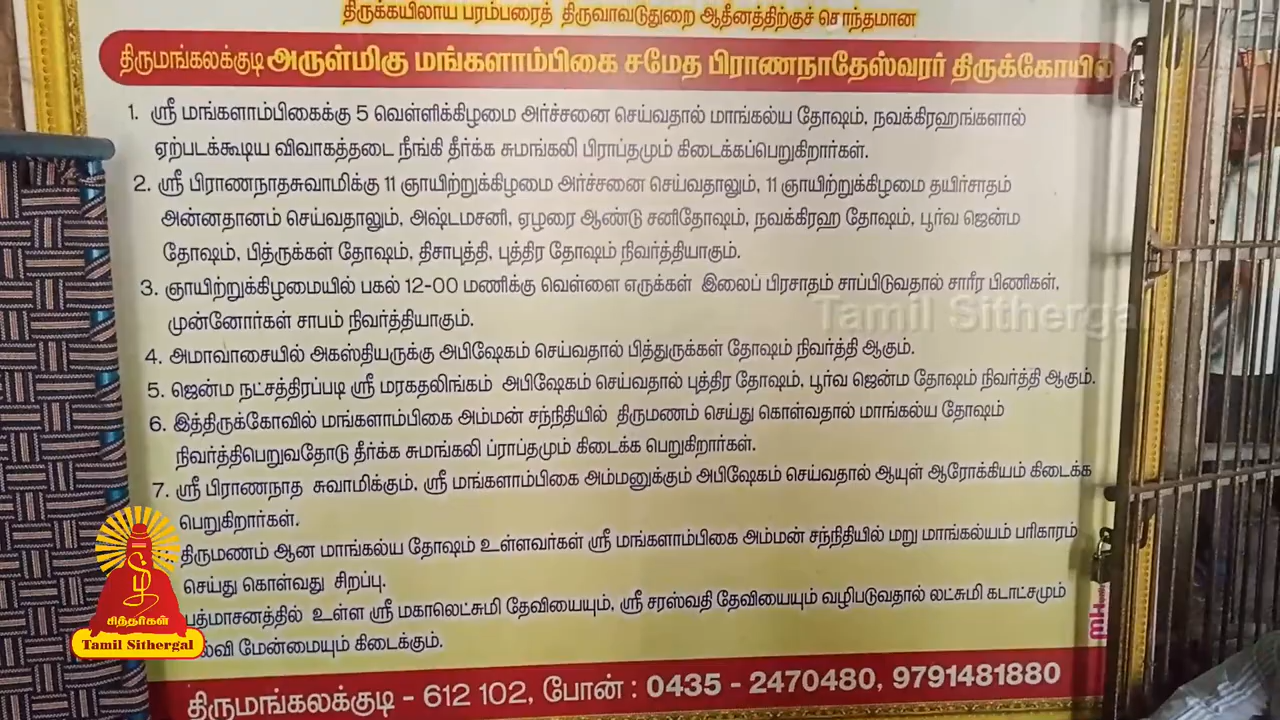 திருக்கயிலாய பரம்பரைத் திருவாவடுதுறை ஆதீனத்திற்குச் சொந்தமான
திருமங்கலக்குடி அருள்மிகு மங்களாம்பிகை சமேத பிராணநாதேஸ்வரர் திருக்கோயில்
1. ஸ்ரீ மங்களாம்பிகைக்கு 5 வெள்ளிக்கிழமை அர்ச்சனை செய்வதால் மாங்கல்ய தோஷம், நவக்கிரஹங்களால்
ஏற்படக்கூடிய விவாகத்தடை நீங்கி தீர்க்க சுமங்கலி பிராப்தமும் கிடைக்கப்பெறுகிறார்கள்.
2. ஸ்ரீ பிராணநாதசுவாமிக்கு 11 ஞாயிற்றுக்கிழமை அர்ச்சனை செய்வதாலும், 11 ஞாயிற்றுக்கிழமை தயிர்சாதம்
அன்னதானம் செய்வதாலும், அஷ்டமசனி, ஏழரை ஆண்டு சனிதோஷம், நவக்கிரஹ தோஷம், பூர்வ ஜென்ம
தோஷம், பித்ருக்கள் தோஷம், திசாபுத்தி, புத்திர தோஷம் நிவர்த்தியாகும்.
3. ஞாயிற்றுக்கிழமையில் பகல் 12-00 மணிக்கு வெள்ளை எருக்கள் இலைப் பிரசாதம் சாப்பிடுவதால் சாரீர பிணிகள்,
முன்னோர்கள் சாபம் நிவர்த்தியாகும்.
4. அமாவாசையில் அகஸ்தியருக்கு அபிஷேகம் செய்வதால் பித்துருக்கள் தோஷம் நிவர்த்தி ஆகும்.
5. ஜென்ம நட்சத்திரப்படி ஸ்ரீ மரகதலிங்கம் அபிஷேகம் செய்வதால் புத்திர தோஷம், பூர்வ ஜென்ம தோஷம் நிவர்த்தி ஆகும்.
6. இத்திருக்கோவில் மங்களாம்பிகை அம்மன் சந்நிதியில் திருமணம் செய்து கொள்வதால் மாங்கல்ய தோஷம்
நிவர்த்திபெறுவதோடு தீர்க்க சுமங்கலி ப்ராப்தமும் கிடைக்க பெறுகிறார்கள்.
7. ஸ்ரீ பிராணநாத சுவாமிக்கும், ஸ்ரீ மங்களாம்பிகை அம்மனுக்கும் அபிஷேகம் செய்வதால் ஆயுள் ஆரோக்கியம் கிடைக்க
பெறுகிறார்கள்.
திருமணம் ஆன மாங்கல்ய தோஷம் உள்ளவர்கள் ஸ்ரீ மங்களாம்பிகை அம்மன் சந்நிதியில் மறு மாங்கல்யம் பரிகாரம்
செய்து கொள்வது சிறப்பு.
பத்மாசனத்தில் உள்ள ஸ்ரீ மகாலெட்சுமி தேவியையும், ஸ்ரீ சரஸ்வதி தேவியையும் வழிபடுவதால் லட்சுமி கடாட்சமும்
மேன்மையும் கிடைக்கும்.
திருமங்கலக்குடி - 612 102, போன் : 0435 - 2470480, 9791481880
Tamil Sithergal
சித்தர்கள்
Tamil Sithergal